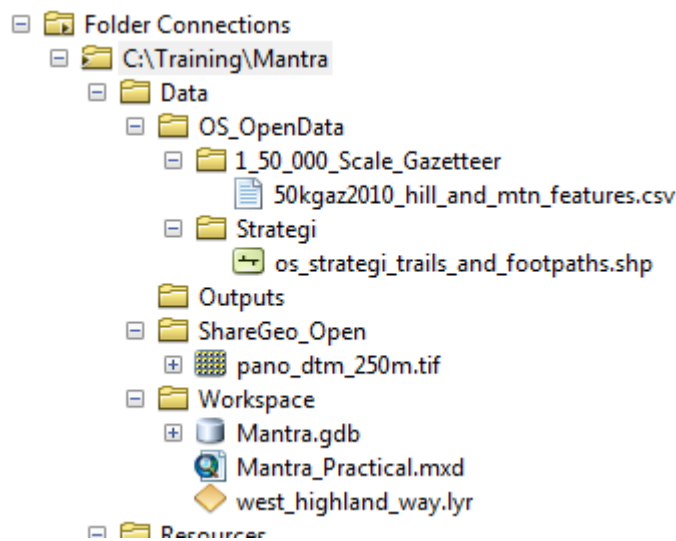 Folder Connections
C:\Training\Mantra
Data
OS_OpenData
1_50_000_Scale_Gazetteer
50kgaz2010_hill_and_mtn_features.csv
Strategi
os_strategi_trails_and_footpaths.shp
Outputs
ShareGeo_Open
pano_dtm_250m.tif
Workspace
Mantra.gdb
Mantra_Practical.mxd
west_highland_way.lyr
Resources